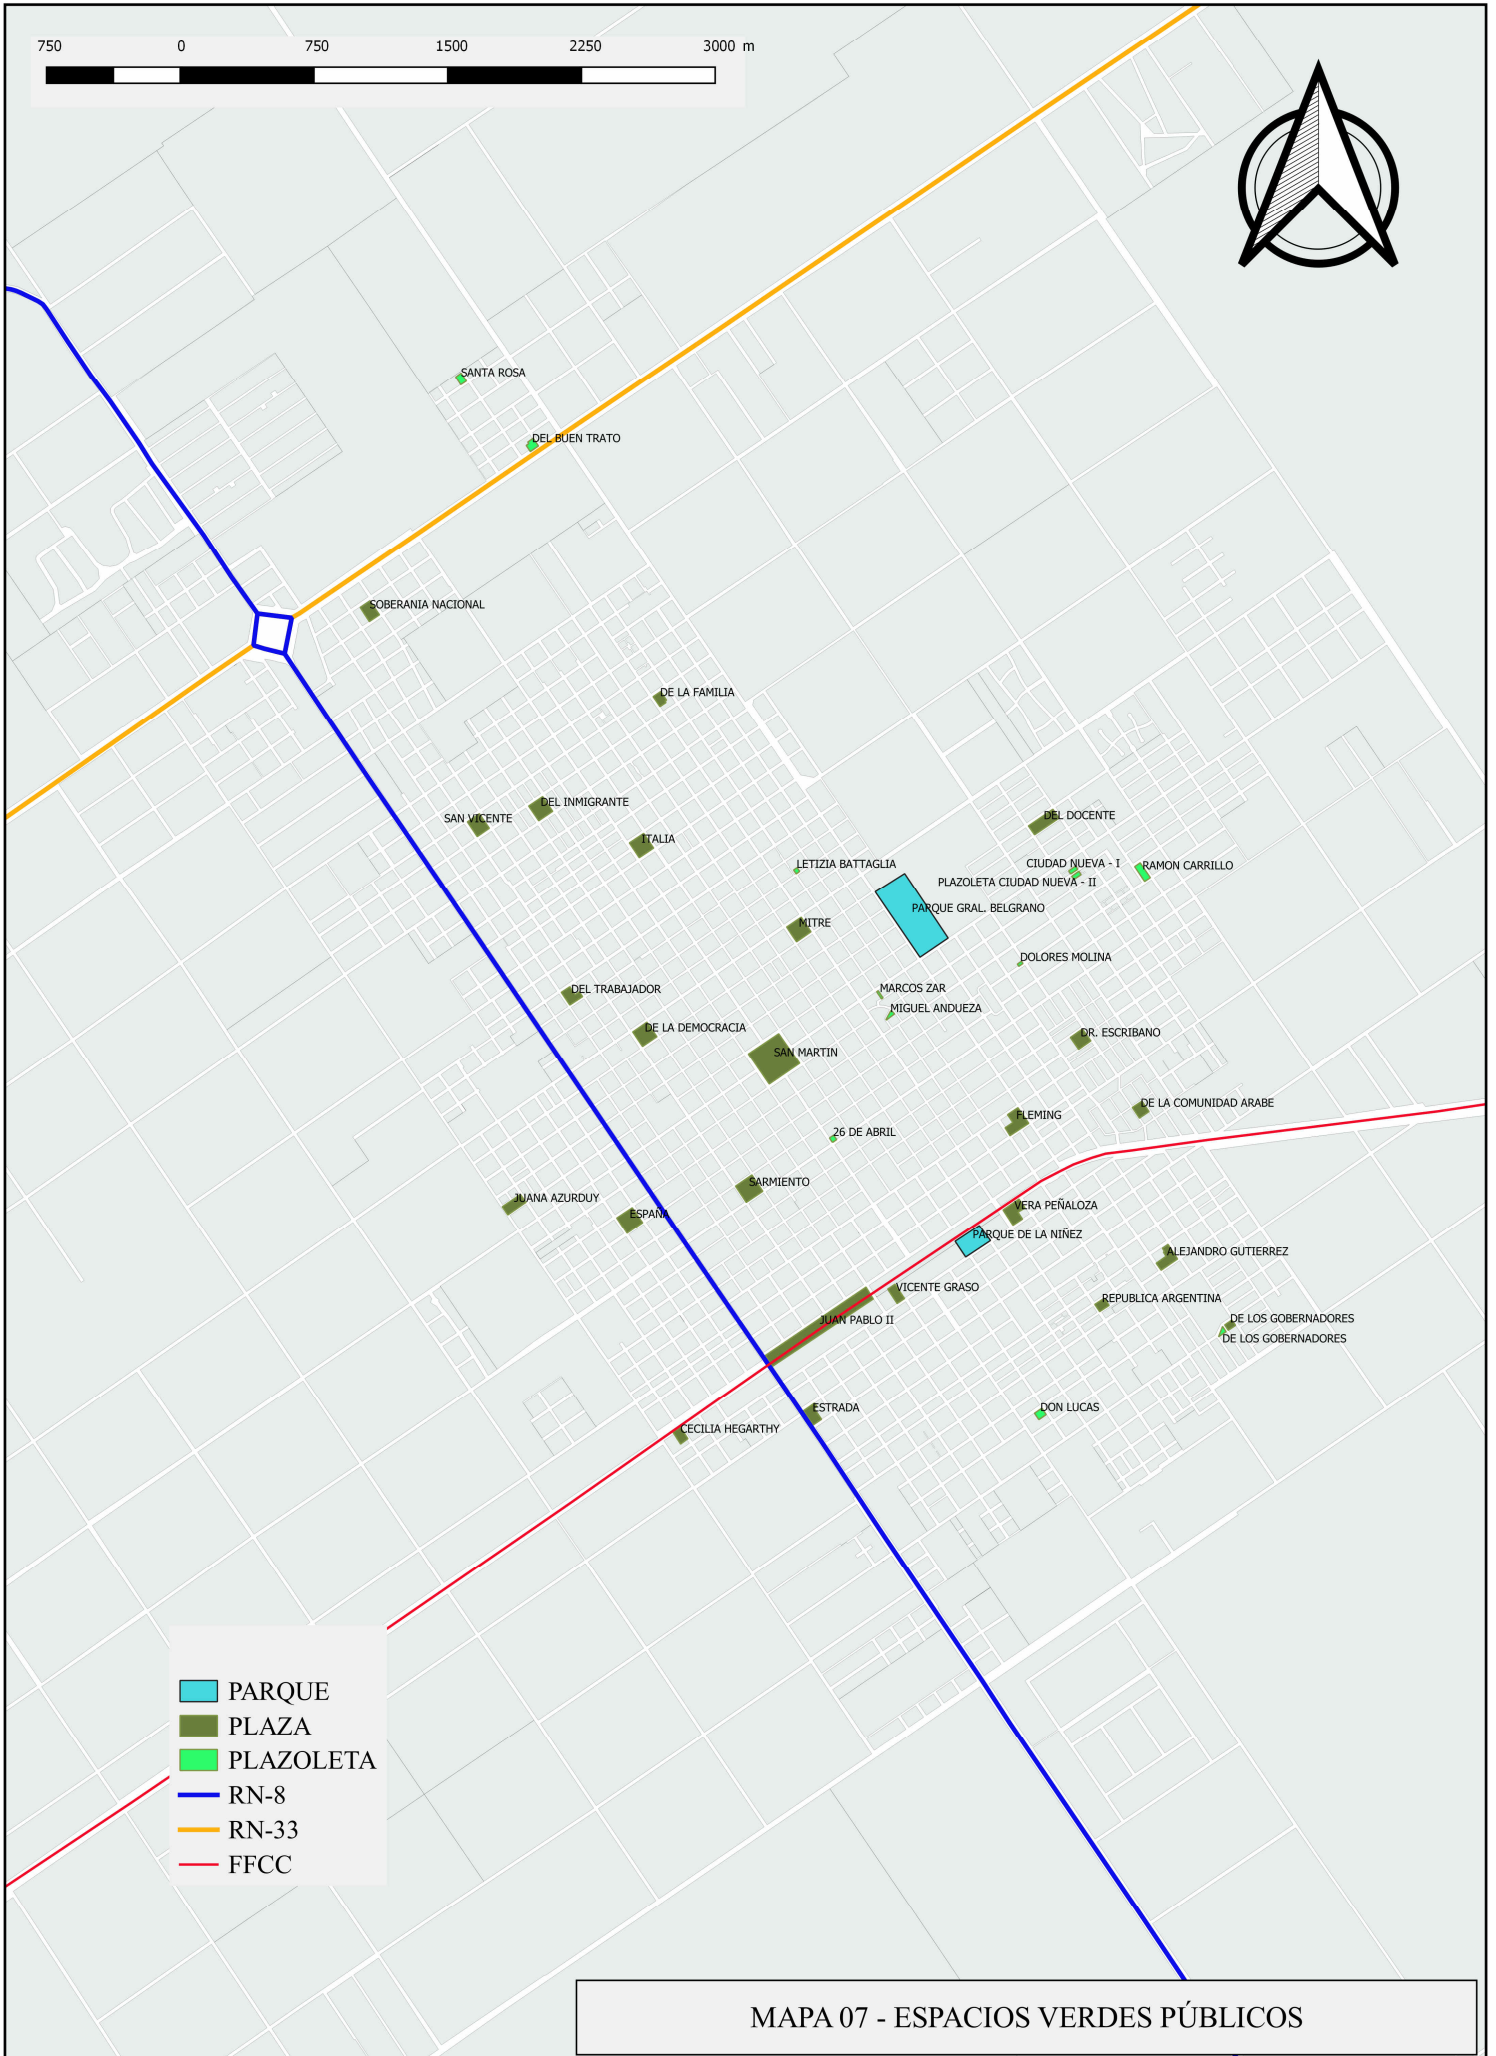 750 0 750 1500 2250 3000 m
SANTA ROSA
DEL BUEN TRATO
SOBERANIA NACIONAL
DE LA FAMILIA
DEL INMIGRANTE
SAN VICENTE
DEL DOCENTE
ITALIA
LETIZIA BATTAGLIA
CIUDAD NUEVA - I
RAMON CARRILLO
PLAZOLETA CIUDAD NUEVA - II
PARQUE GRAL. BELGRANO
MITRE
DOLORES MOLINA
DEL TRABAJADOR
MARCOS ZAR
MIGUEL ANDUEZA
DE LA DEMOCRACIA
DR. ESCRIBANO
SAN MARTIN
DE LA COMUNIDAD ARABE
FLEMING
26 DE ABRIL
SARMIENTO
JUANA AZURDUY
VERA PEÑALOZA
ESPAÑA
PARQUE DE LA NIÑEZ
ALEJANDRO GUTIERREZ
VICENTE GRASO
REPUBLICA ARGENTINA
JUAN PABLO II
DE LOS GOBERNADORES
DE LOS GOBERNADORES
ESTRADA
DON LUCAS
CECILIA HEGARTHY
PARQUE
PLAZA
PLAZOLETA
RN-8
RN-33
FFCC
MAPA 07 - ESPACIOS VERDES PÚBLICOS